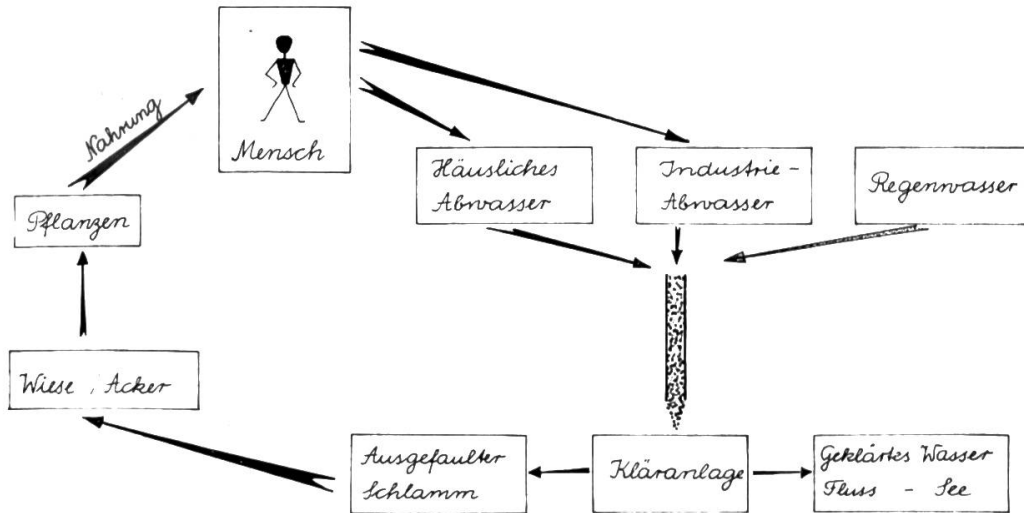 Nahrung
Mensch
Häusliches
Abwasser
Industrie -
Abwasser
Regenwasser
Pflanzen
Wiese , Acker
Ausgefaulter
Schlamm
Kläranlage
Geklärtes Wasser
Fluss - See